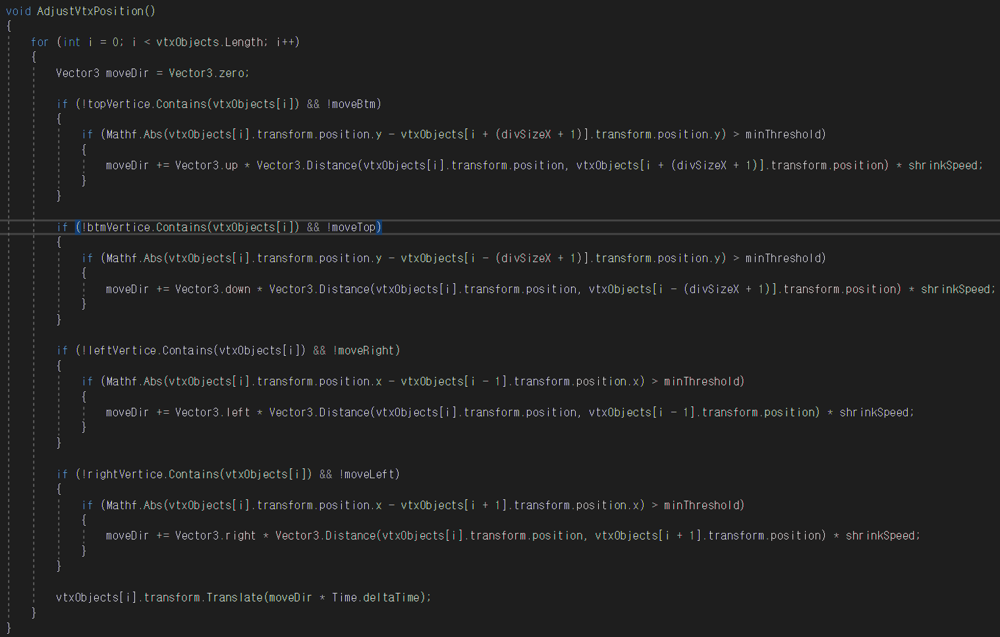 void AdjustVtxPosition()
{
for (int i = 0; i < vtxObjects.Length; i++)
{
Vector3 moveDir = Vector3.zero;
if (!topVertice.Contains(vtxObjects[i]) && !moveBtm)
{
if (Mathf.Abs(vtxObjects[i].transform.position.y - vtxObjects[i + (divSizeX + 1)].transform.position.y) > minThreshold)
{
moveDir += Vector3.up * Vector3.Distance(vtxObjects[i].transform.position, vtxObjects[i + (divSizeX + 1)].transform.position) * shrinkSpeed;
}
}
if (!btmVertice.Contains(vtxObjects[i]) && !moveTop)
{
if (Mathf.Abs(vtxObjects[i].transform.position.y - vtxObjects[i - (divSizeX + 1)].transform.position.y) > minThreshold)
{
moveDir += Vector3.down * Vector3.Distance(vtxObjects[i].transform.position, vtxObjects[i - (divSizeX + 1)].transform.position) * shrinkSpeed;
}
}
if (!leftVertice.Contains(vtxObjects[i]) && !moveRight)
{
if (Mathf.Abs(vtxObjects[i].transform.position.x - vtxObjects[i - 1].transform.position.x) > minThreshold)
{
moveDir += Vector3.left * Vector3.Distance(vtxObjects[i].transform.position, vtxObjects[i - 1].transform.position) * shrinkSpeed;
}
}
if (!rightVertice.Contains(vtxObjects[i]) && !moveLeft)
{
if (Mathf.Abs(vtxObjects[i].transform.position.x - vtxObjects[i + 1].transform.position.x) > minThreshold)
{
moveDir += Vector3.right * Vector3.Distance(vtxObjects[i].transform.position, vtxObjects[i + 1].transform.position) * shrinkSpeed;
}
}
vtxObjects[i].transform.Translate(moveDir * Time.deltaTime);
}
}